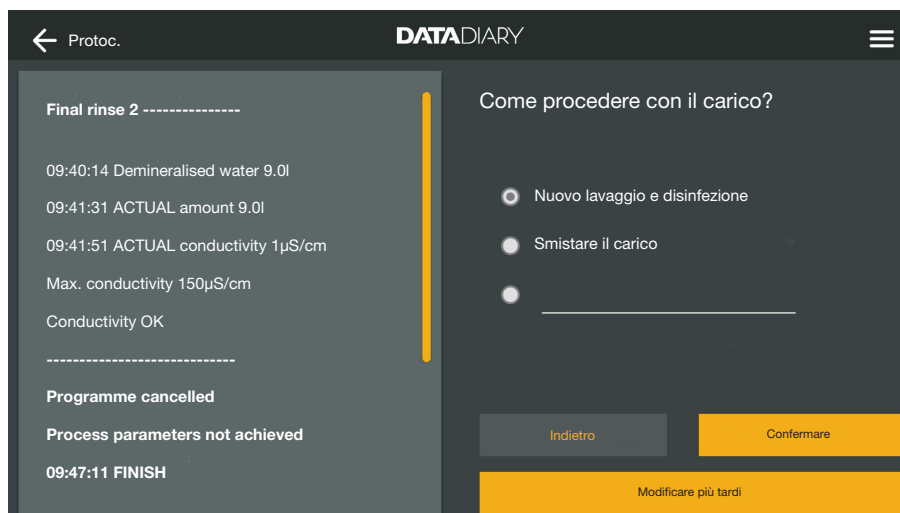 Protoc.
DATADIARY
Final rinse 2 ---------------
09:40:14 Demineralised water 9.0l
09:41:31 ACTUAL amount 9.0l
09:41:51 ACTUAL conductivity 1µS/cm
Max. conductivity 150µS/cm
Conductivity OK
-----------------------------
Programme cancelled
Process parameters not achieved
09:47:11 FINISH
Come procedere con il carico?
Nuovo lavaggio e disinfezione
Smistare il carico
Indietro
Confermare
Modificare più tardi